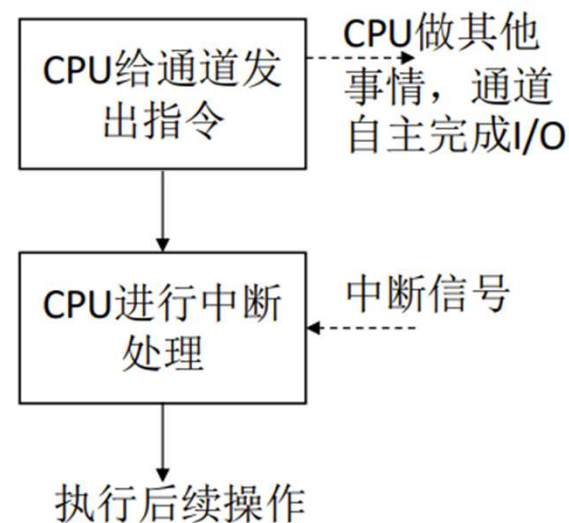 CPU给通道发
出指令
CPU做其他
事情，通道
自主完成I/O
CPU进行中断
处理
中断信号
执行后续操作